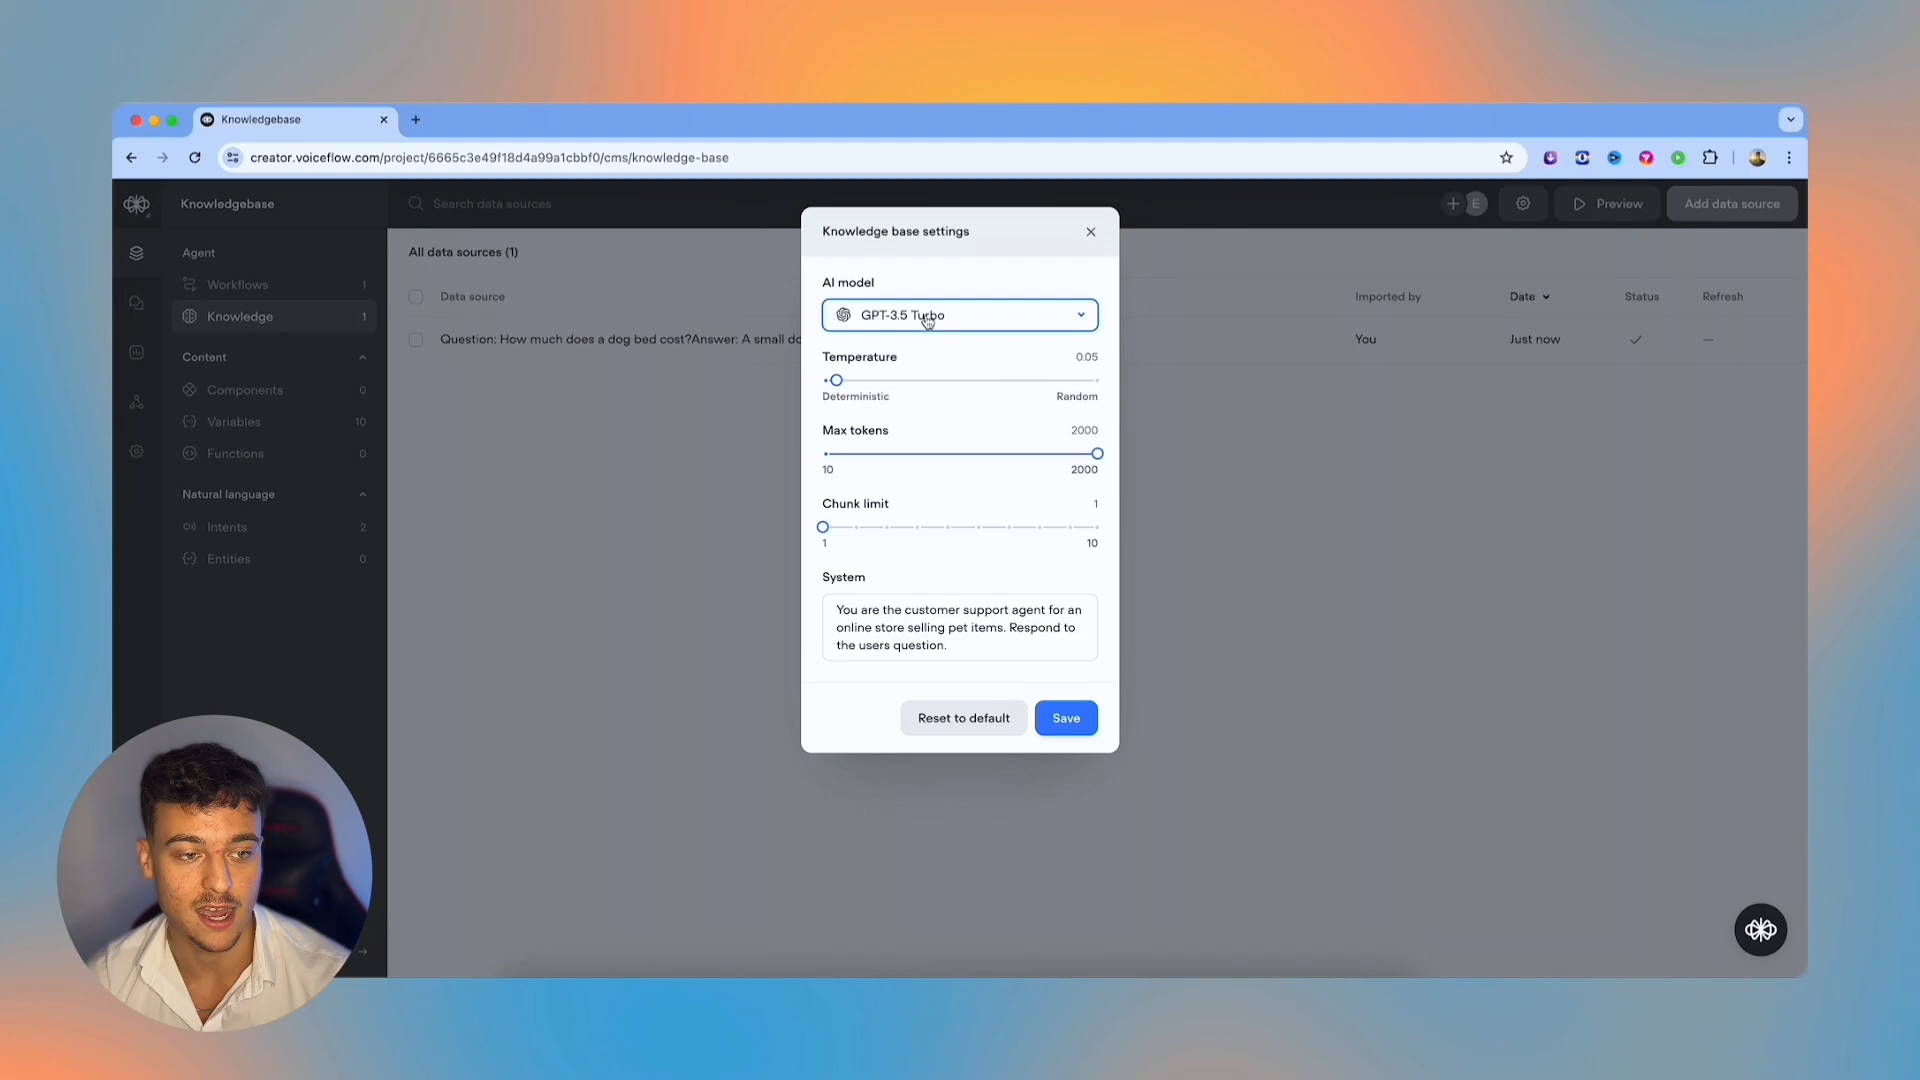 Knowledgebase
creator.voiceflow.com/project/6665c3e49f18d4a99a1cbbf0/cms/knowledge-base
Knowledgebase
Search data sources
E
Preview
Add data source
Agent
Workflows 1
Knowledge 1
Content
Components 0
Variables 10
Functions 0
Natural language
Intents 2
Entities 0
All data sources (1)
Data source
Imported by
Date
Status
Refresh
Question: How much does a dog bed cost?Answer: A small
You
Just now
Knowledge base settings
AI model
GPT-3.5 Turbo
Temperature 0.05
Deterministic Random
Max tokens 2000
10 2000
Chunk limit 1
1 10
System
You are the customer support agent for an
online store selling pet items. Respond to
the users question.
Reset to default
Save